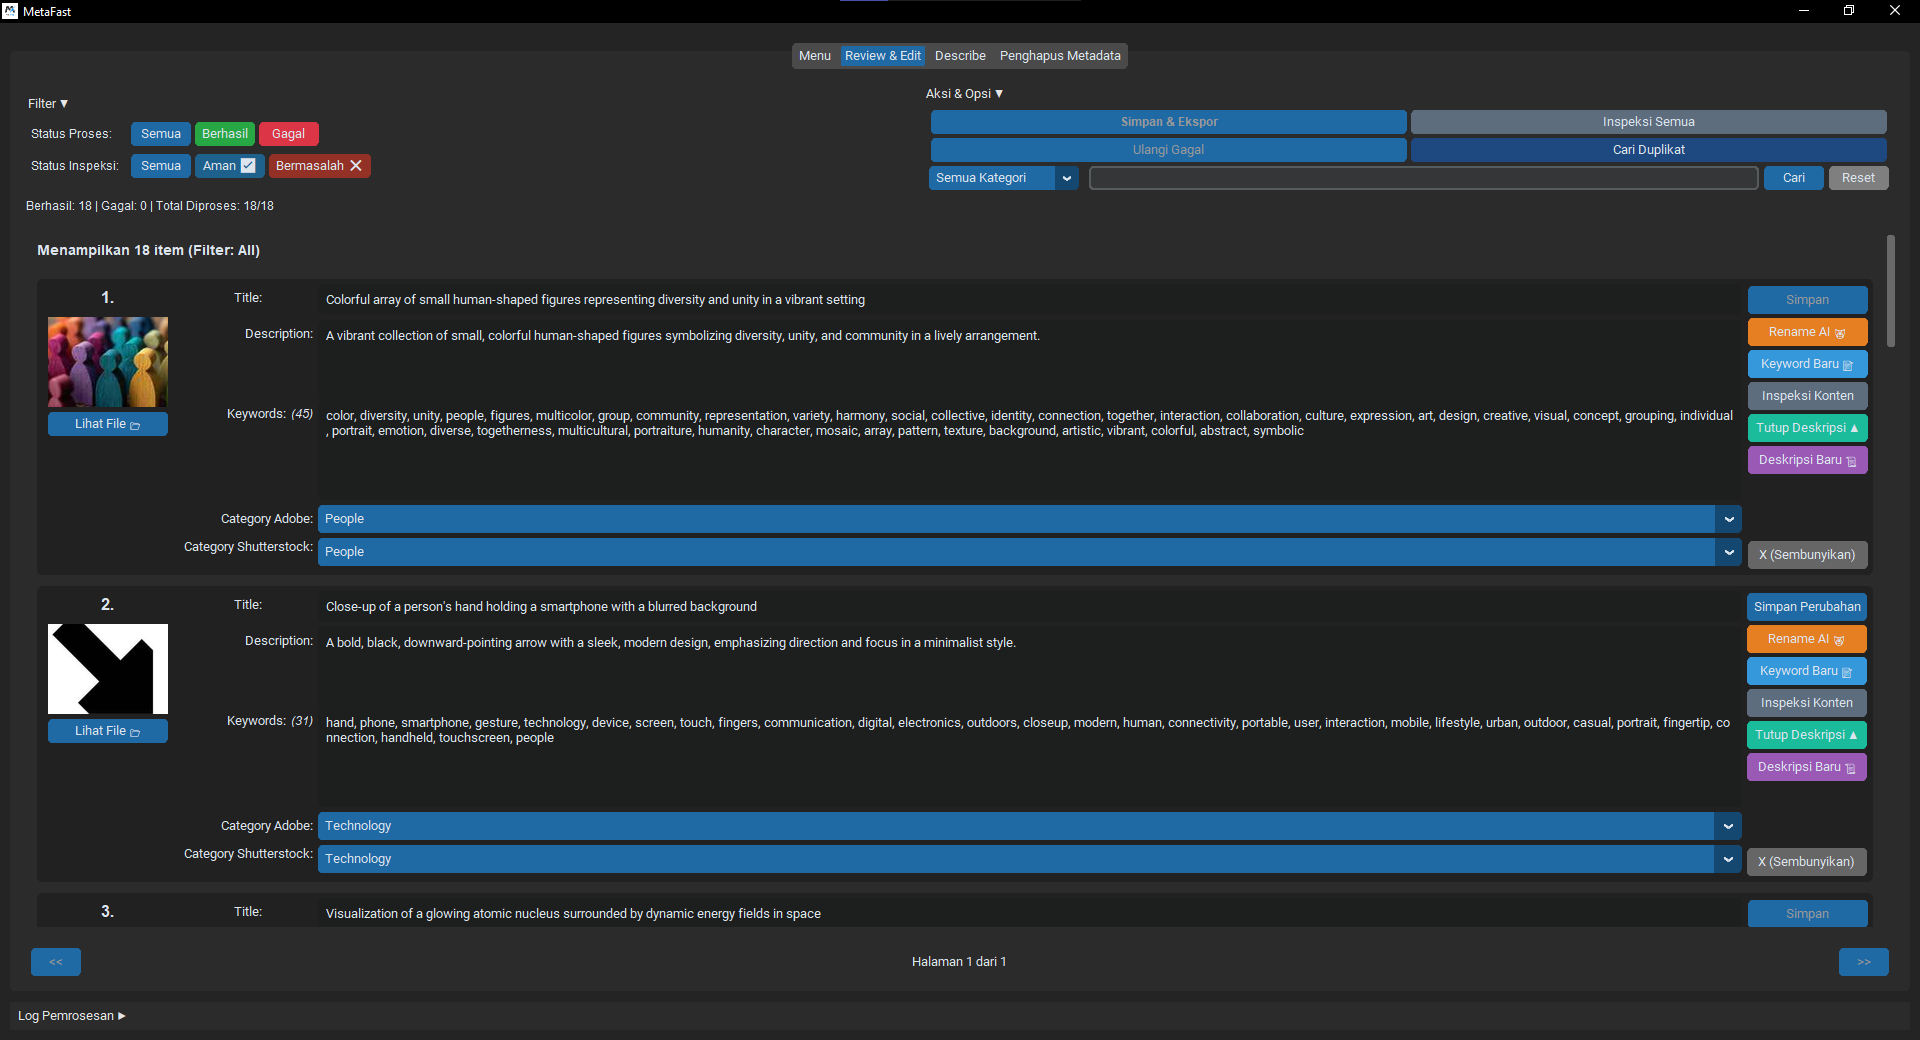 MetaFast
Menu Review & Edit Describe Penghapus Metadata
Filter ▼
Status Proses: Semua Berhasil Gagal
Status Inspeksi: Semua Aman Bermasalah
Berhasil: 18 | Gagal: 0 | Total Diproses: 18/18
Aksi & Opsi ▼
Simpan & Ekspor Inspeksi Semua
Ulangi Gagal Cari Duplikat
Semua Kategori Cari Reset
Menampilkan 18 item (Filter: All)
1.
Lihat File
Title: Colorful array of small human-shaped figures representing diversity and unity in a vibrant setting
Description: A vibrant collection of small, colorful human-shaped figures symbolizing diversity, unity, and community in a lively arrangement.
Keywords: (45) color, diversity, unity, people, figures, multicolor, group, community, representation, variety, harmony, social, collective, identity, connection, together, interaction, collaboration, culture, expression, art, design, creative, visual, concept, grouping, individual
, portrait, emotion, diverse, togetherness, multicultural, portraiture, humanity, character, mosaic, array, pattern, texture, background, artistic, vibrant, colorful, abstract, symbolic
Category Adobe: People
Category Shutterstock: People
Simpan
Rename AI
Keyword Baru
Inspeksi Konten
Tutup Deskripsi ▲
Deskripsi Baru
X (Sembunyikan)
2.
Lihat File
Title: Close-up of a person's hand holding a smartphone with a blurred background
Description: A bold, black, downward-pointing arrow with a sleek, modern design, emphasizing direction and focus in a minimalist style.
Keywords: (31) hand, phone, smartphone, gesture, technology, device, screen, touch, fingers, communication, digital, electronics, outdoors, closeup, modern, human, connectivity, portable, user, interaction, mobile, lifestyle, urban, outdoor, casual, portrait, fingertip, co
nnection, handheld, touchscreen, people
Category Adobe: Technology
Category Shutterstock: Technology
Simpan Perubahan
Rename AI
Keyword Baru
Inspeksi Konten
Tutup Deskripsi ▲
Deskripsi Baru
X (Sembunyikan)
3.
Title: Visualization of a glowing atomic nucleus surrounded by dynamic energy fields in space
Simpan
<< Halaman 1 dari 1 >>
Log Pemrosesan ►